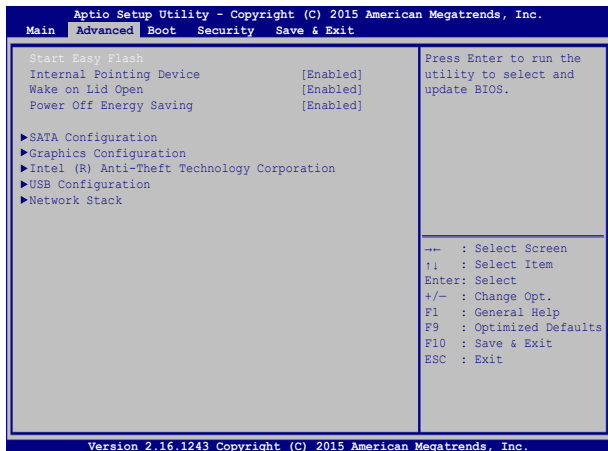 Aptio Setup Utility - Copyright (C) 2015 American Megatrends, Inc.
Main Advanced Boot Security Save & Exit
Start Easy Flash
Internal Pointing Device [Enabled]
Wake on Lid Open [Enabled]
Power Off Energy Saving [Enabled]
▶SATA Configuration
▶Graphics Configuration
▶Intel (R) Anti-Theft Technology Corporation
▶USB Configuration
▶Network Stack
Press Enter to run the
utility to select and
update BIOS.
→← : Select Screen
↑↓ : Select Item
Enter: Select
+/— : Change Opt.
F1 : General Help
F9 : Optimized Defaults
F10 : Save & Exit
ESC : Exit
Version 2.16.1243 Copyright (C) 2015 American Megatrends, Inc.